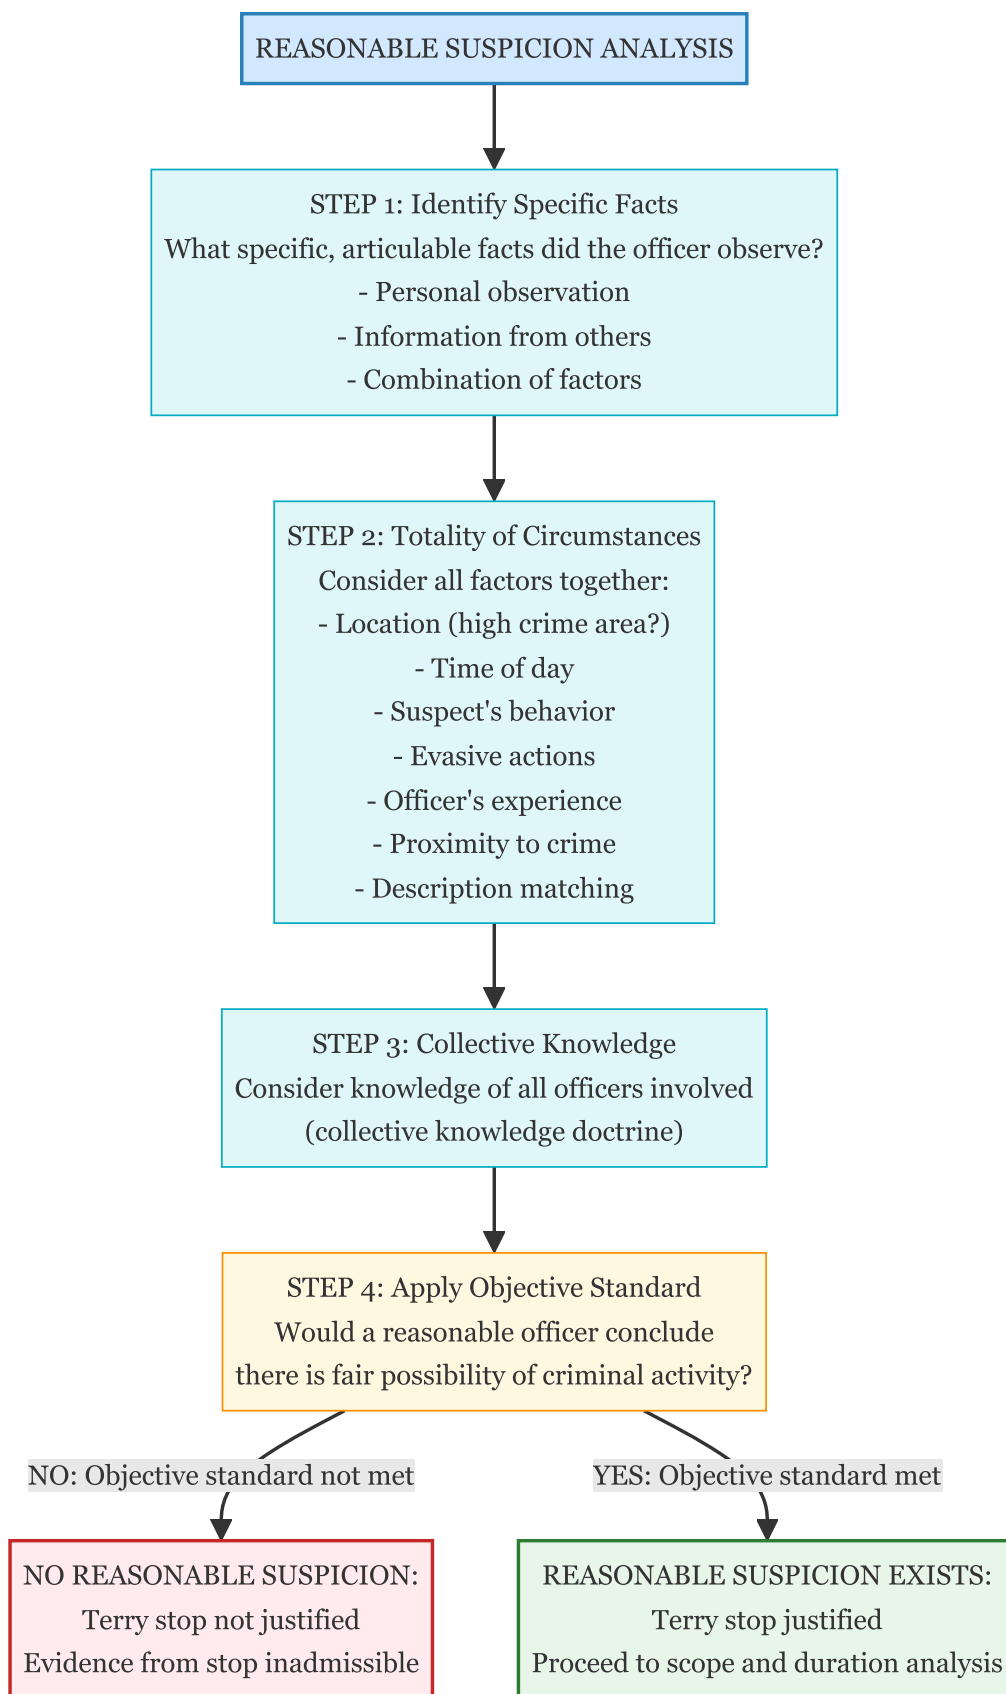 REASONABLE SUSPICION ANALYSIS
STEP 1: Identify Specific Facts
What specific, articulable facts did the officer observe?
- Personal observation
- Information from others
- Combination of factors
STEP 2: Totality of Circumstances
Consider all factors together:
- Location (high crime area?)
- Time of day
- Suspect's behavior
- Evasive actions
- Officer's experience
- Proximity to crime
- Description matching
STEP 3: Collective Knowledge
Consider knowledge of all officers involved
(collective knowledge doctrine)
STEP 4: Apply Objective Standard
Would a reasonable officer conclude
there is fair possibility of criminal activity?
NO: Objective standard not met
YES: Objective standard met
NO REASONABLE SUSPICION:
Terry stop not justified
Evidence from stop inadmissible
REASONABLE SUSPICION EXISTS:
Terry stop justified
Proceed to scope and duration analysis